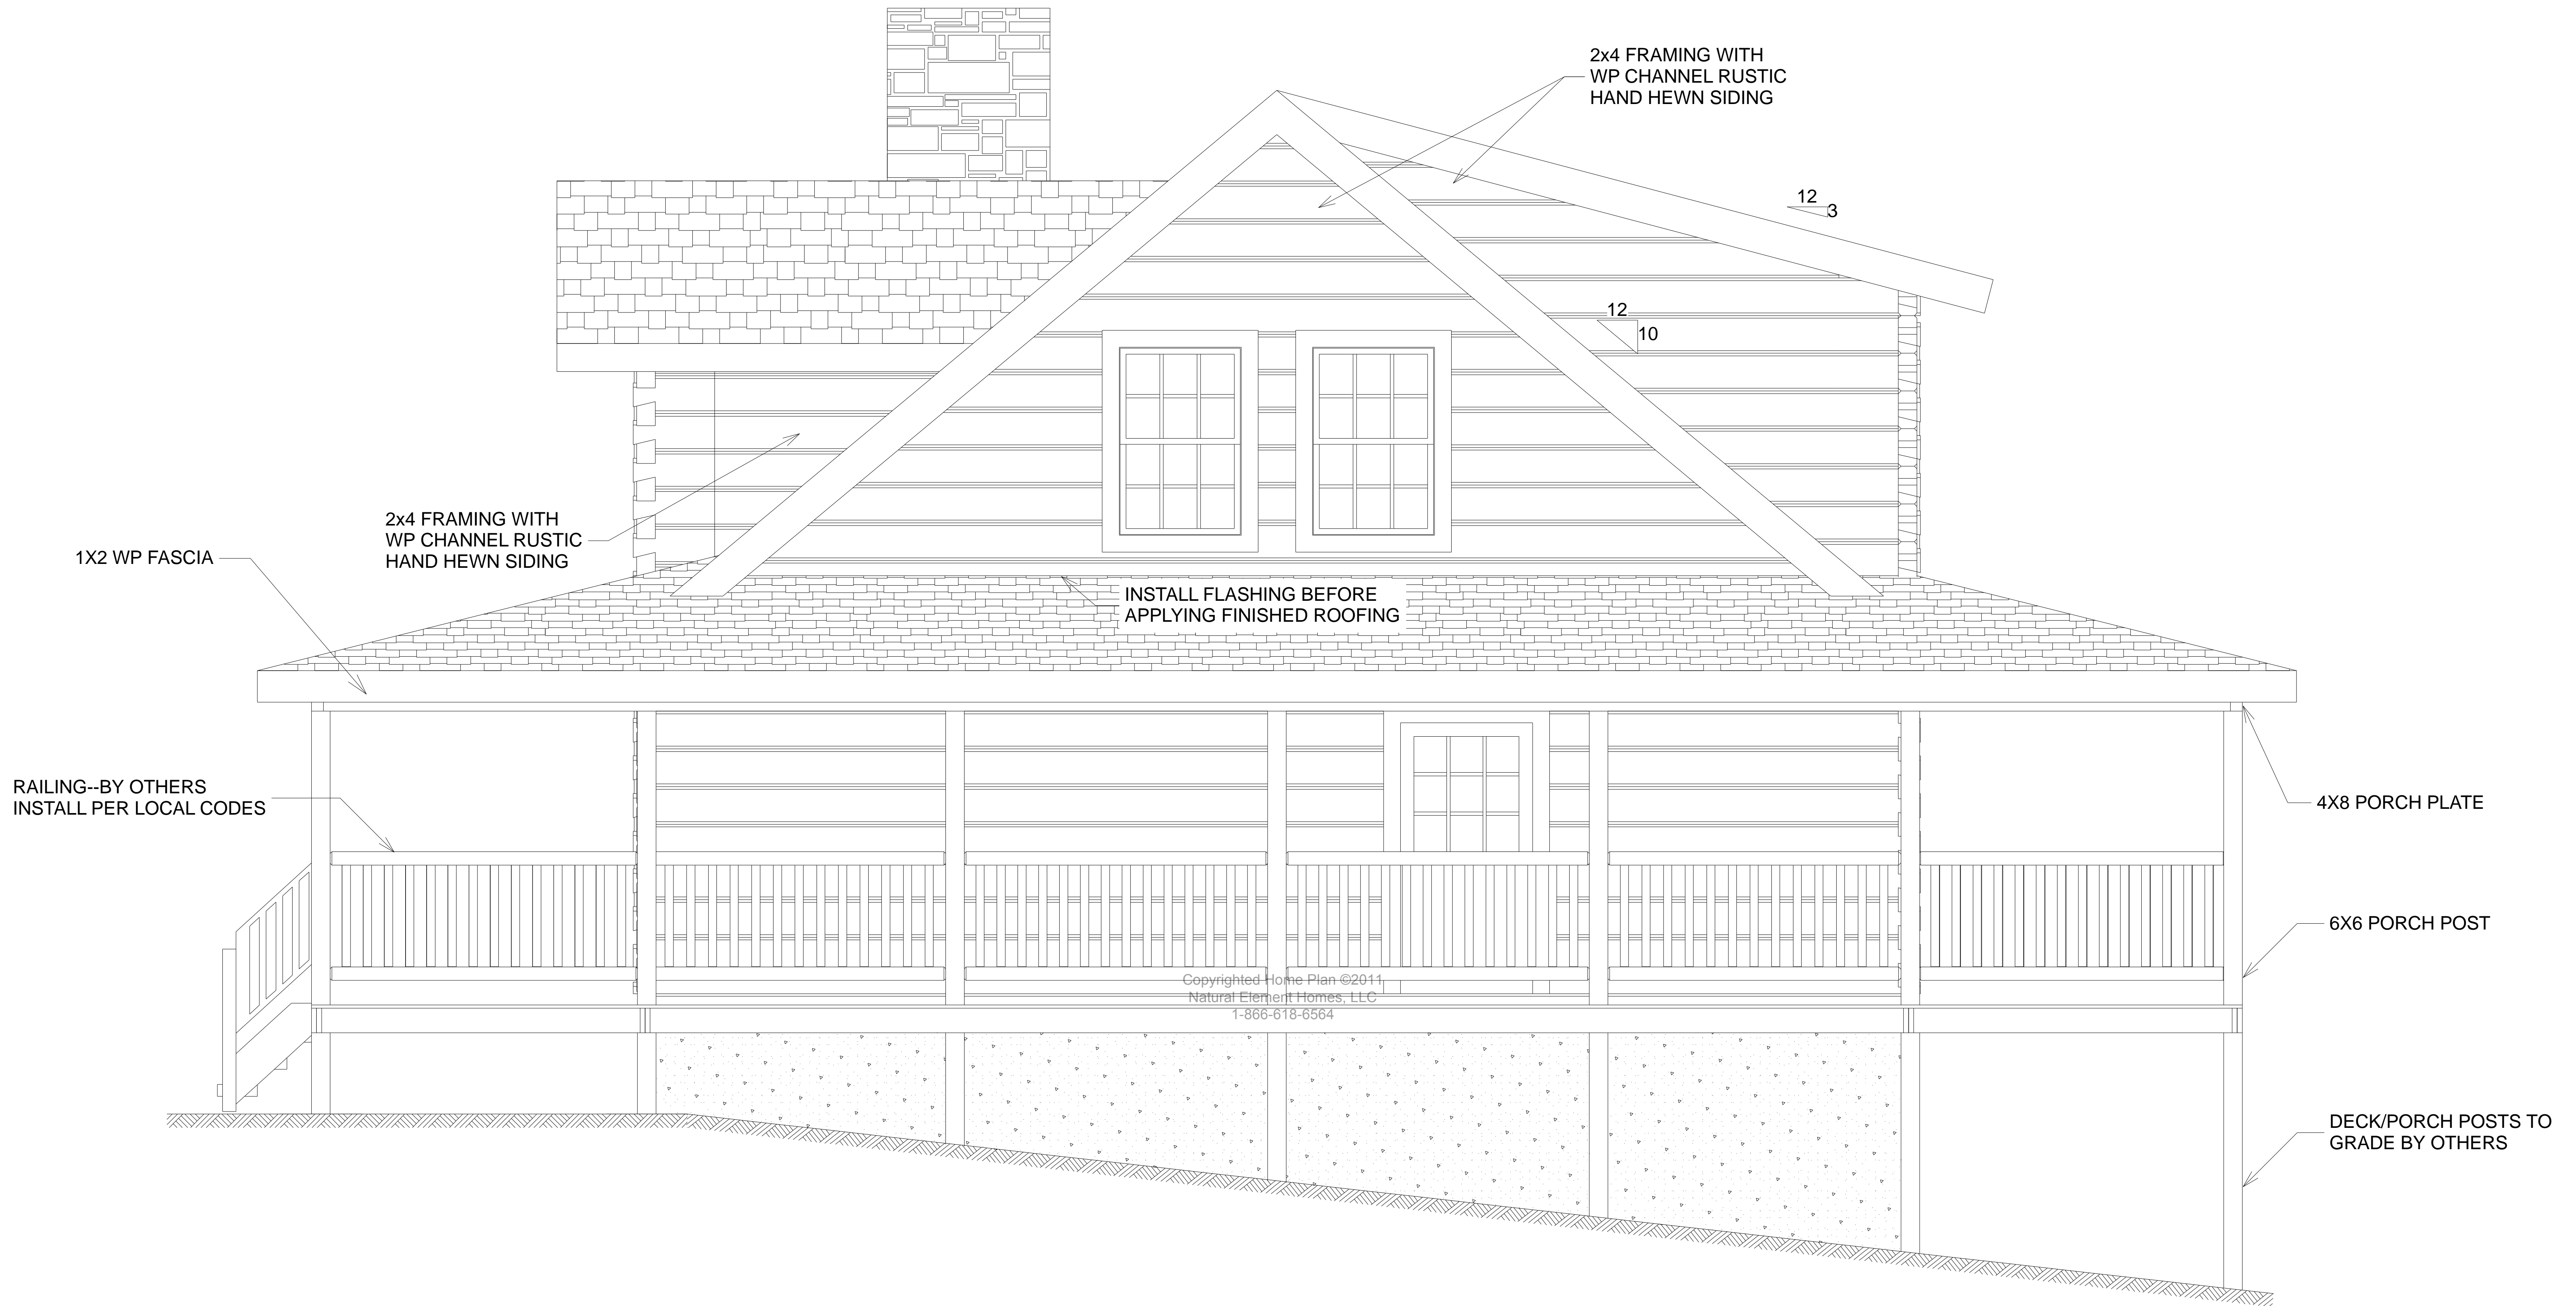 2x4 FRAMING WITH
WP CHANNEL RUSTIC
HAND HEWN SIDING
12
3
12
10
2x4 FRAMING WITH
WP CHANNEL RUSTIC
HAND HEWN SIDING
1X2 WP FASCIA
INSTALL FLASHING BEFORE
APPLYING FINISHED ROOFING
RAILING--BY OTHERS
INSTALL PER LOCAL CODES
4X8 PORCH PLATE
6X6 PORCH POST
Copyrighted Home Plan ©2011
Natural Element Homes, LLC
1-866-618-6564
DECK/PORCH POSTS TO
GRADE BY OTHERS